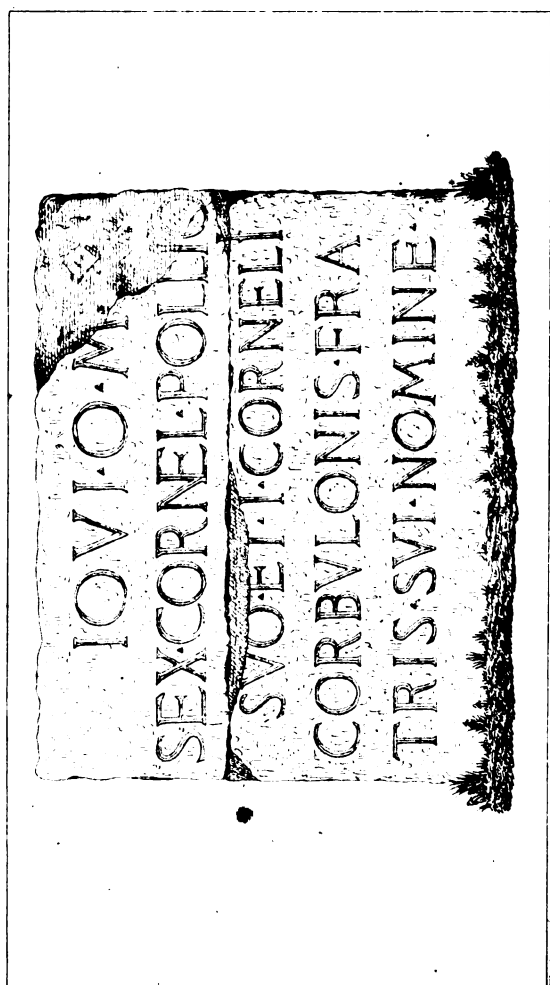 IOVI·O·M
SEX·CORNEL·POLLIO
SVO·ET·T·CORNELI
CORBVLONIS·FRA
TRIS·SVI·NOMINE·